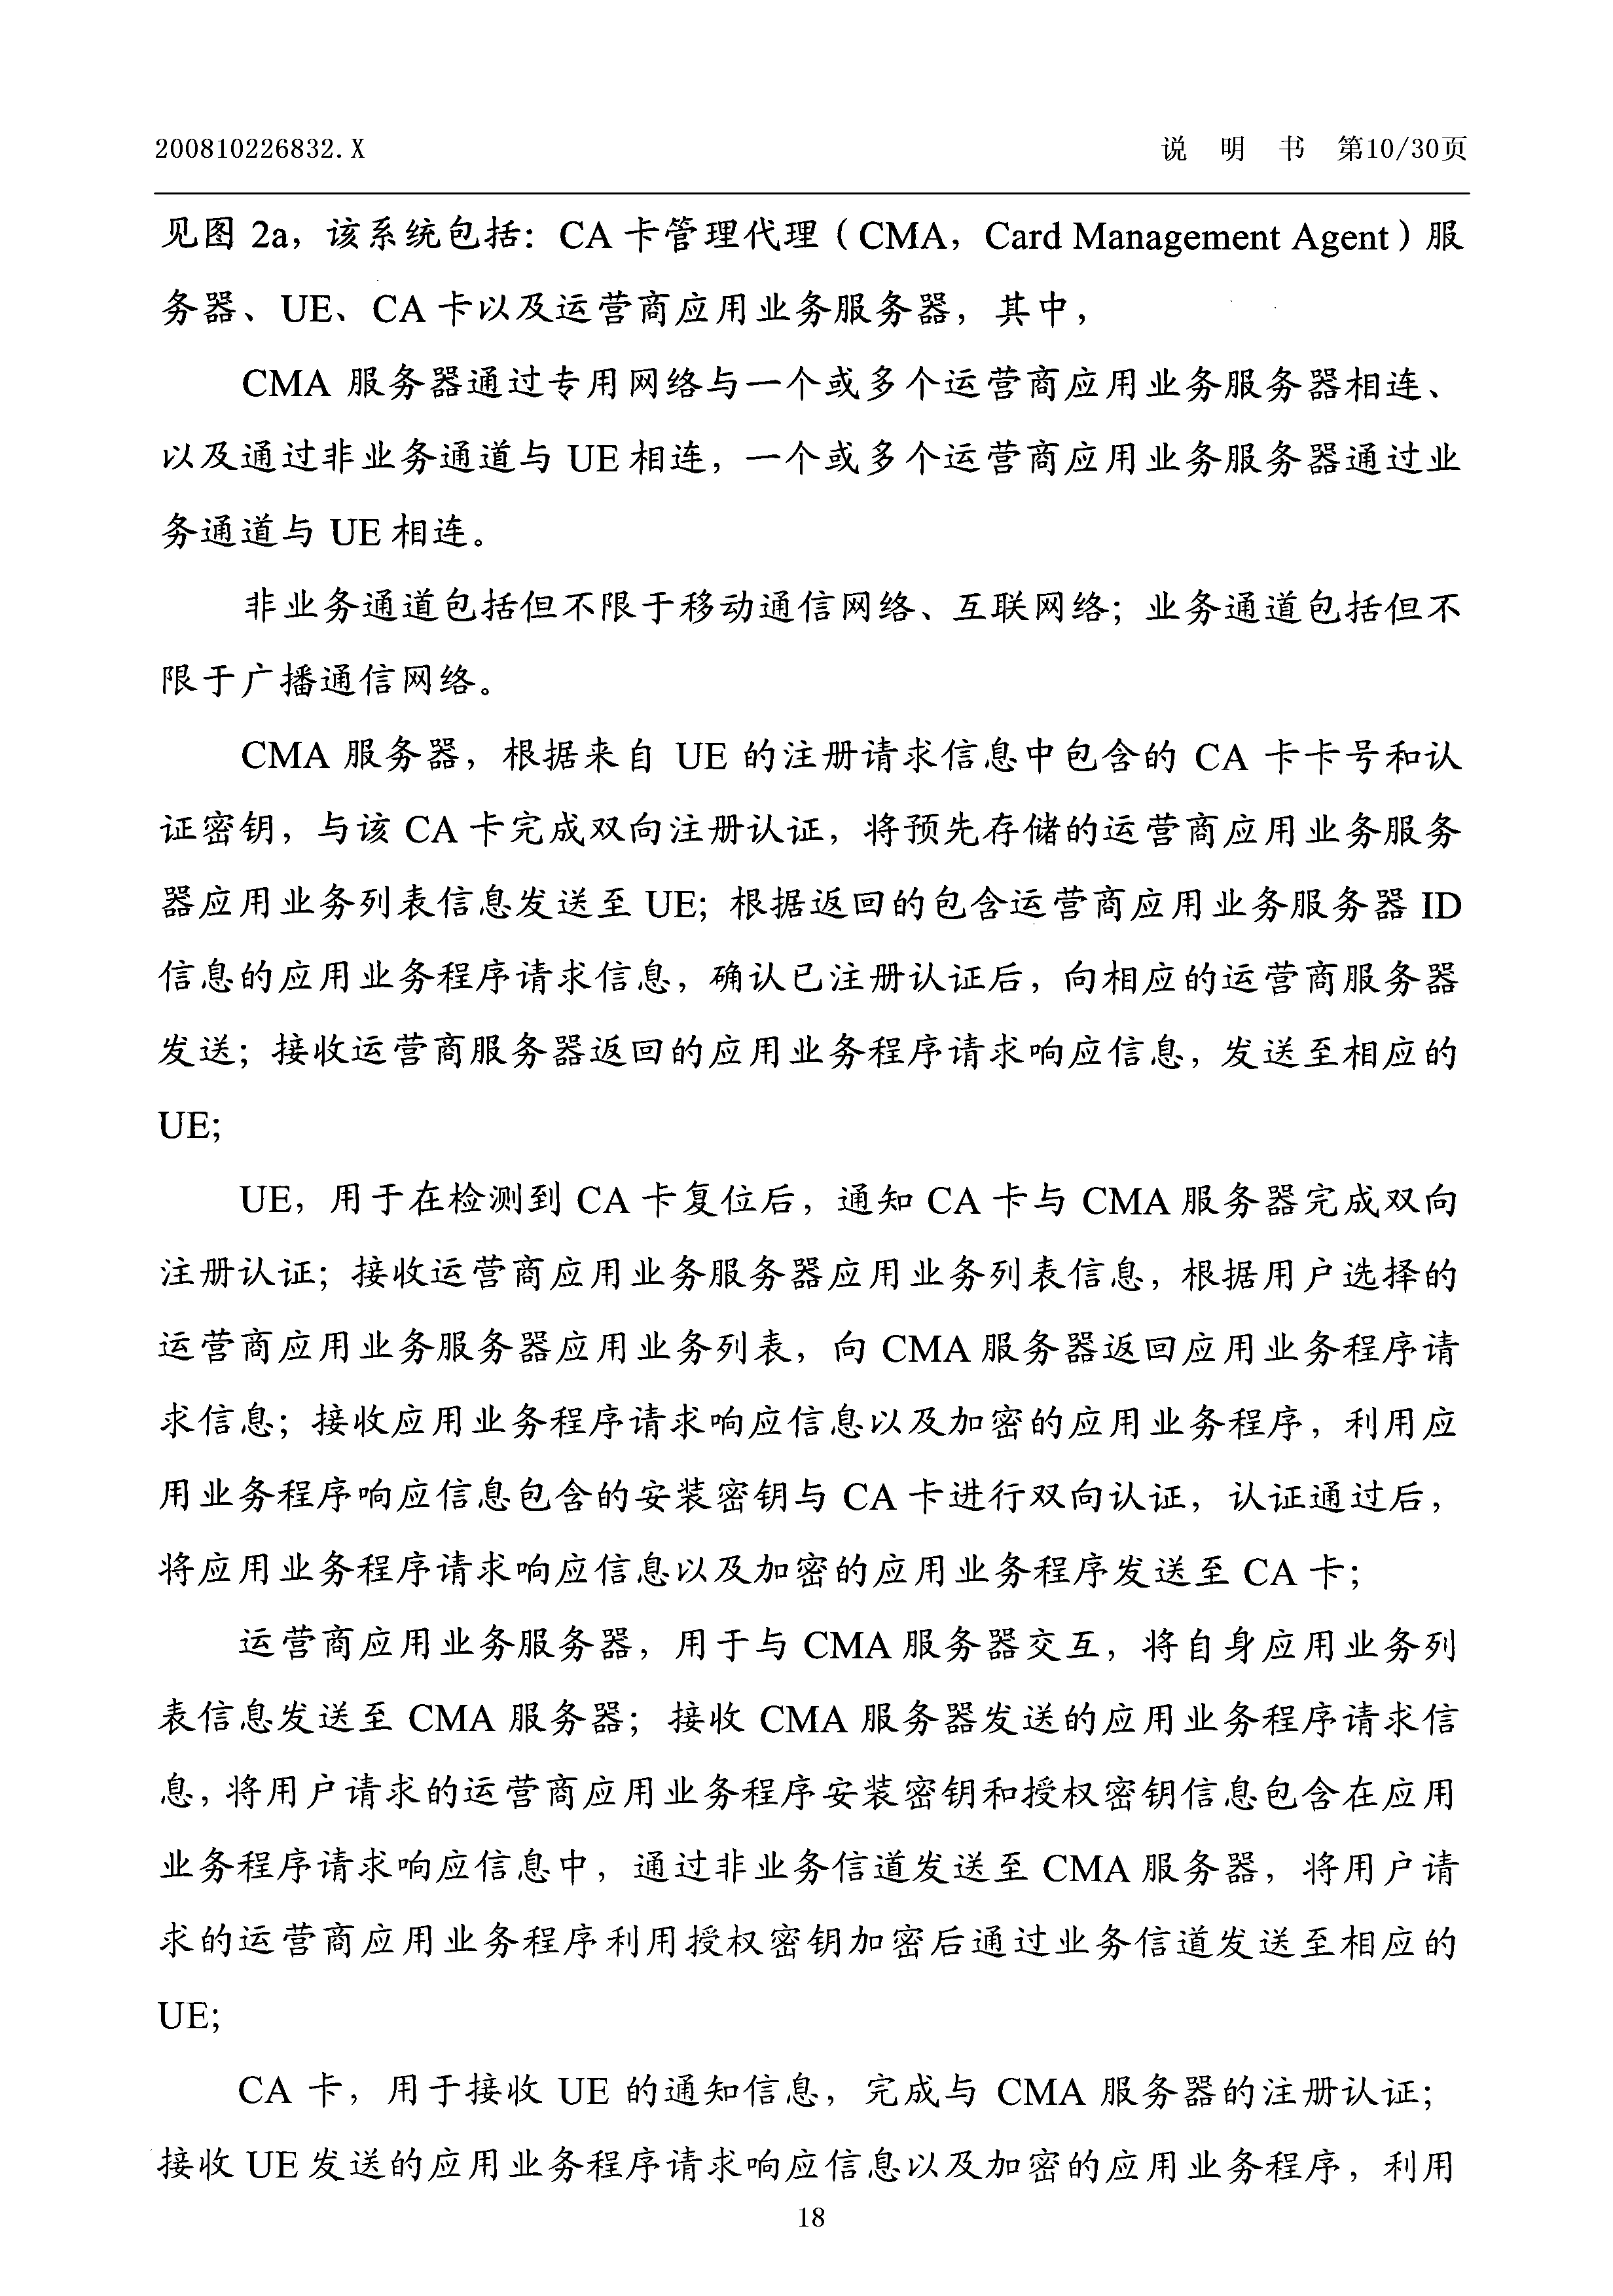 200810226832.X 说 明 书 第10/30页
见图 2a，该系统包括：CA 卡管理代理（CMA，Card Management Agent）服
务器、UE、CA 卡以及运营商应用业务服务器，其中，
CMA 服务器通过专用网络与一个或多个运营商应用业务服务器相连、
以及通过非业务通道与 UE 相连，一个或多个运营商应用业务服务器通过业
务通道与 UE 相连。
非业务通道包括但不限于移动通信网络、互联网络；业务通道包括但不
限于广播通信网络。
CMA 服务器，根据来自 UE 的注册请求信息中包含的 CA 卡卡号和认
证密钥，与该 CA 卡完成双向注册认证，将预先存储的运营商应用业务服务
器应用业务列表信息发送至 UE；根据返回的包含运营商应用业务服务器 ID
信息的应用业务程序请求信息，确认已注册认证后，向相应的运营商服务器
发送；接收运营商服务器返回的应用业务程序请求响应信息，发送至相应的
UE；
UE，用于在检测到 CA 卡复位后，通知 CA 卡与 CMA 服务器完成双向
注册认证；接收运营商应用业务服务器应用业务列表信息，根据用户选择的
运营商应用业务服务器应用业务列表，向 CMA 服务器返回应用业务程序请
求信息；接收应用业务程序请求响应信息以及加密的应用业务程序，利用应
用业务程序响应信息包含的安装密钥与 CA 卡进行双向认证，认证通过后，
将应用业务程序请求响应信息以及加密的应用业务程序发送至 CA 卡；
运营商应用业务服务器，用于与 CMA 服务器交互，将自身应用业务列
表信息发送至 CMA 服务器；接收 CMA 服务器发送的应用业务程序请求信
息，将用户请求的运营商应用业务程序安装密钥和授权密钥信息包含在应用
业务程序请求响应信息中，通过非业务信道发送至 CMA 服务器，将用户请
求的运营商应用业务程序利用授权密钥加密后通过业务信道发送至相应的
UE；
CA 卡，用于接收 UE 的通知信息，完成与 CMA 服务器的注册认证；
接收 UE 发送的应用业务程序请求响应信息以及加密的应用业务程序，利用
18